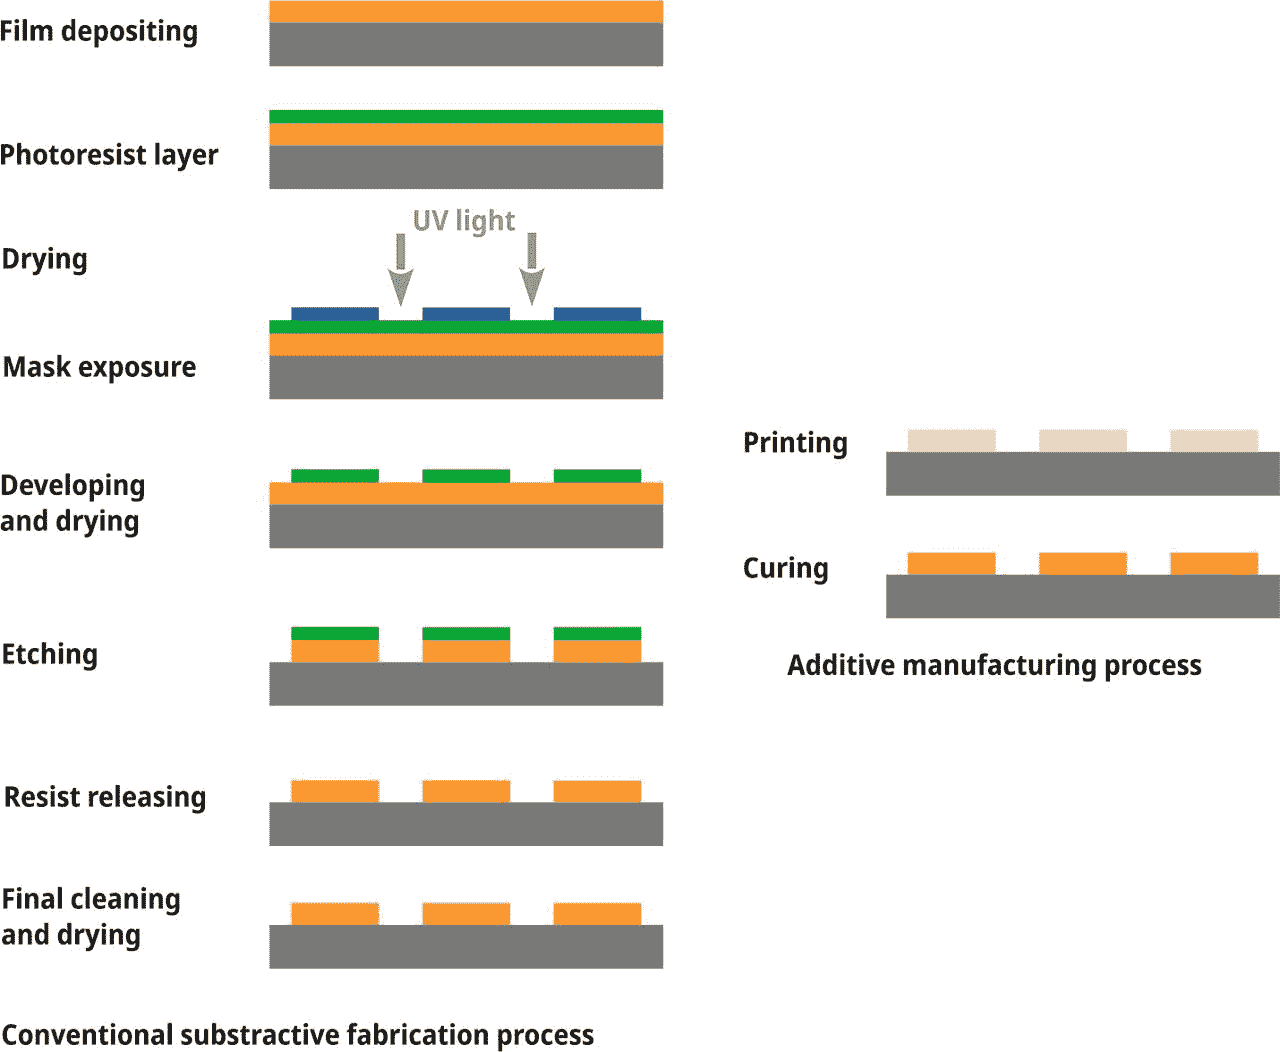 Film depositing
Photoresist layer
UV light
Drying
Mask exposure
Developing
and drying
Etching
Resist releasing
Final cleaning
and drying
Conventional substractive fabrication process
Printing
Curing
Additive manufacturing process